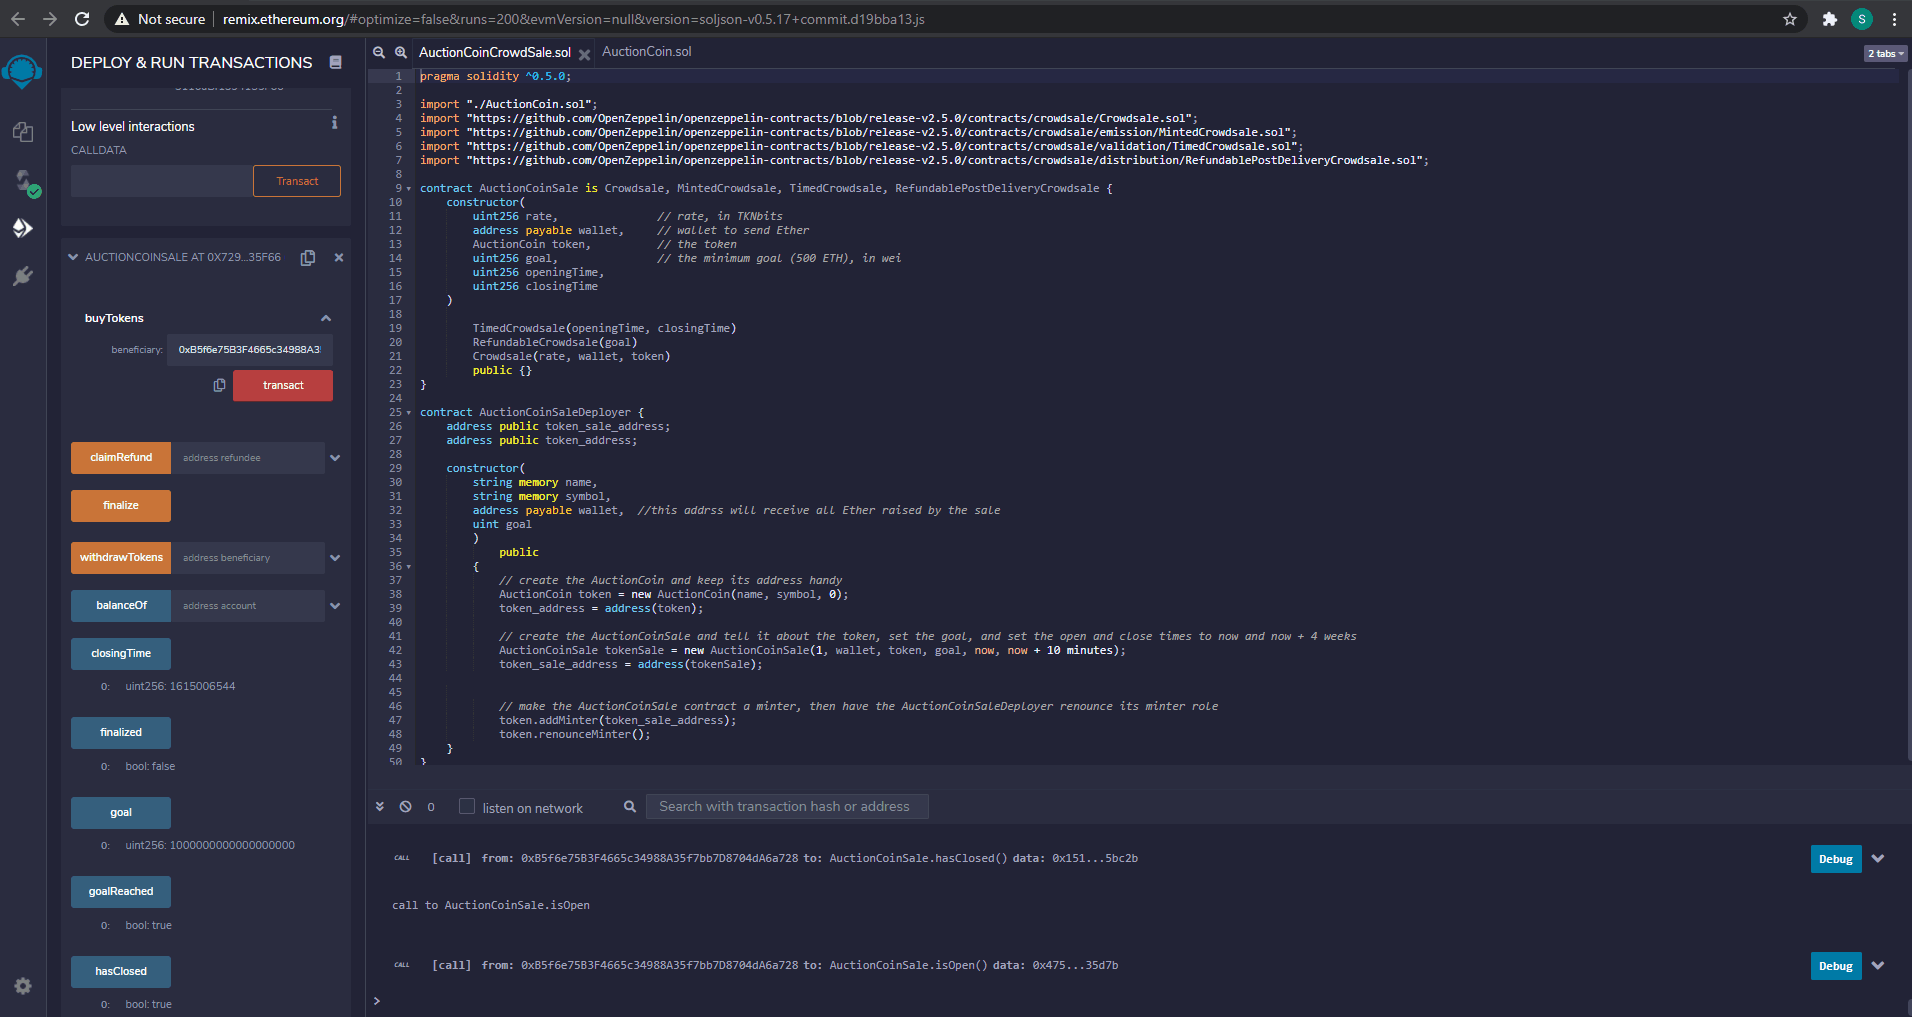 Not secure | remix.ethereum.org/#optimize=false&runs=200&evmVersion=null&version=soljson-v0.5.17+commit.d19bba13.js
S
DEPLOY & RUN TRANSACTIONS
Low level interactions
CALLDATA
Transact
AUCTIONCOINSALE AT 0X729...35F66
buyTokens
beneficiary: 0xB5f6e75B3F4665c34988A3
transact
claimRefund address refundee
finalize
withdrawTokens address beneficiary
balanceOf address account
closingTime
0: uint256: 1615006544
finalized
0: bool: false
goal
0: uint256: 1000000000000000000
goalReached
0: bool: true
hasClosed
0: bool: true
AuctionCoinCrowdSale.sol
AuctionCoin.sol
2 tabs
1 pragma solidity ^0.5.0;
2
3 import "./AuctionCoin.sol";
4 import "https://github.com/OpenZeppelin/openzeppelin-contracts/blob/release-v2.5.0/contracts/crowdsale/Crowdsale.sol";
5 import "https://github.com/OpenZeppelin/openzeppelin-contracts/blob/release-v2.5.0/contracts/crowdsale/emission/MintedCrowdsale.sol";
6 import "https://github.com/OpenZeppelin/openzeppelin-contracts/blob/release-v2.5.0/contracts/crowdsale/validation/TimedCrowdsale.sol";
7 import "https://github.com/OpenZeppelin/openzeppelin-contracts/blob/release-v2.5.0/contracts/crowdsale/distribution/RefundablePostDeliveryCrowdsale.sol";
8
9 contract AuctionCoinSale is Crowdsale, MintedCrowdsale, TimedCrowdsale, RefundablePostDeliveryCrowdsale {
10 constructor(
11 uint256 rate, // rate, in TKNbits
12 address payable wallet, // wallet to send Ether
13 AuctionCoin token, // the token
14 uint256 goal, // the minimum goal (500 ETH), in wei
15 uint256 openingTime,
16 uint256 closingTime
17 )
18
19 TimedCrowdsale(openingTime, closingTime)
20 RefundableCrowdsale(goal)
21 Crowdsale(rate, wallet, token)
22 public {}
23 }
24
25 contract AuctionCoinSaleDeployer {
26 address public token_sale_address;
27 address public token_address;
28
29 constructor(
30 string memory name,
31 string memory symbol,
32 address payable wallet, //this addrss will receive all Ether raised by the sale
33 uint goal
34 )
35 public
36 {
37 // create the AuctionCoin and keep its address handy
38 AuctionCoin token = new AuctionCoin(name, symbol, 0);
39 token_address = address(token);
40
41 // create the AuctionCoinSale and tell it about the token, set the goal, and set the open and close times to now and now + 4 weeks
42 AuctionCoinSale tokenSale = new AuctionCoinSale(1, wallet, token, goal, now, now + 10 minutes);
43 token_sale_address = address(tokenSale);
44
45
46 // make the AuctionCoinSale contract a minter, then have the AuctionCoinSaleDeployer renounce its minter role
47 token.addMinter(token_sale_address);
48 token.renounceMinter();
49 }
50 }
0 listen on network Search with transaction hash or address
CALL [call] from: 0xB5f6e75B3F4665c34988A35f7bb7D8704dA6a728 to: AuctionCoinSale.hasClosed() data: 0x151...5bc2b Debug
call to AuctionCoinSale.isOpen
CALL [call] from: 0xB5f6e75B3F4665c34988A35f7bb7D8704dA6a728 to: AuctionCoinSale.isOpen() data: 0x475...35d7b Debug
>